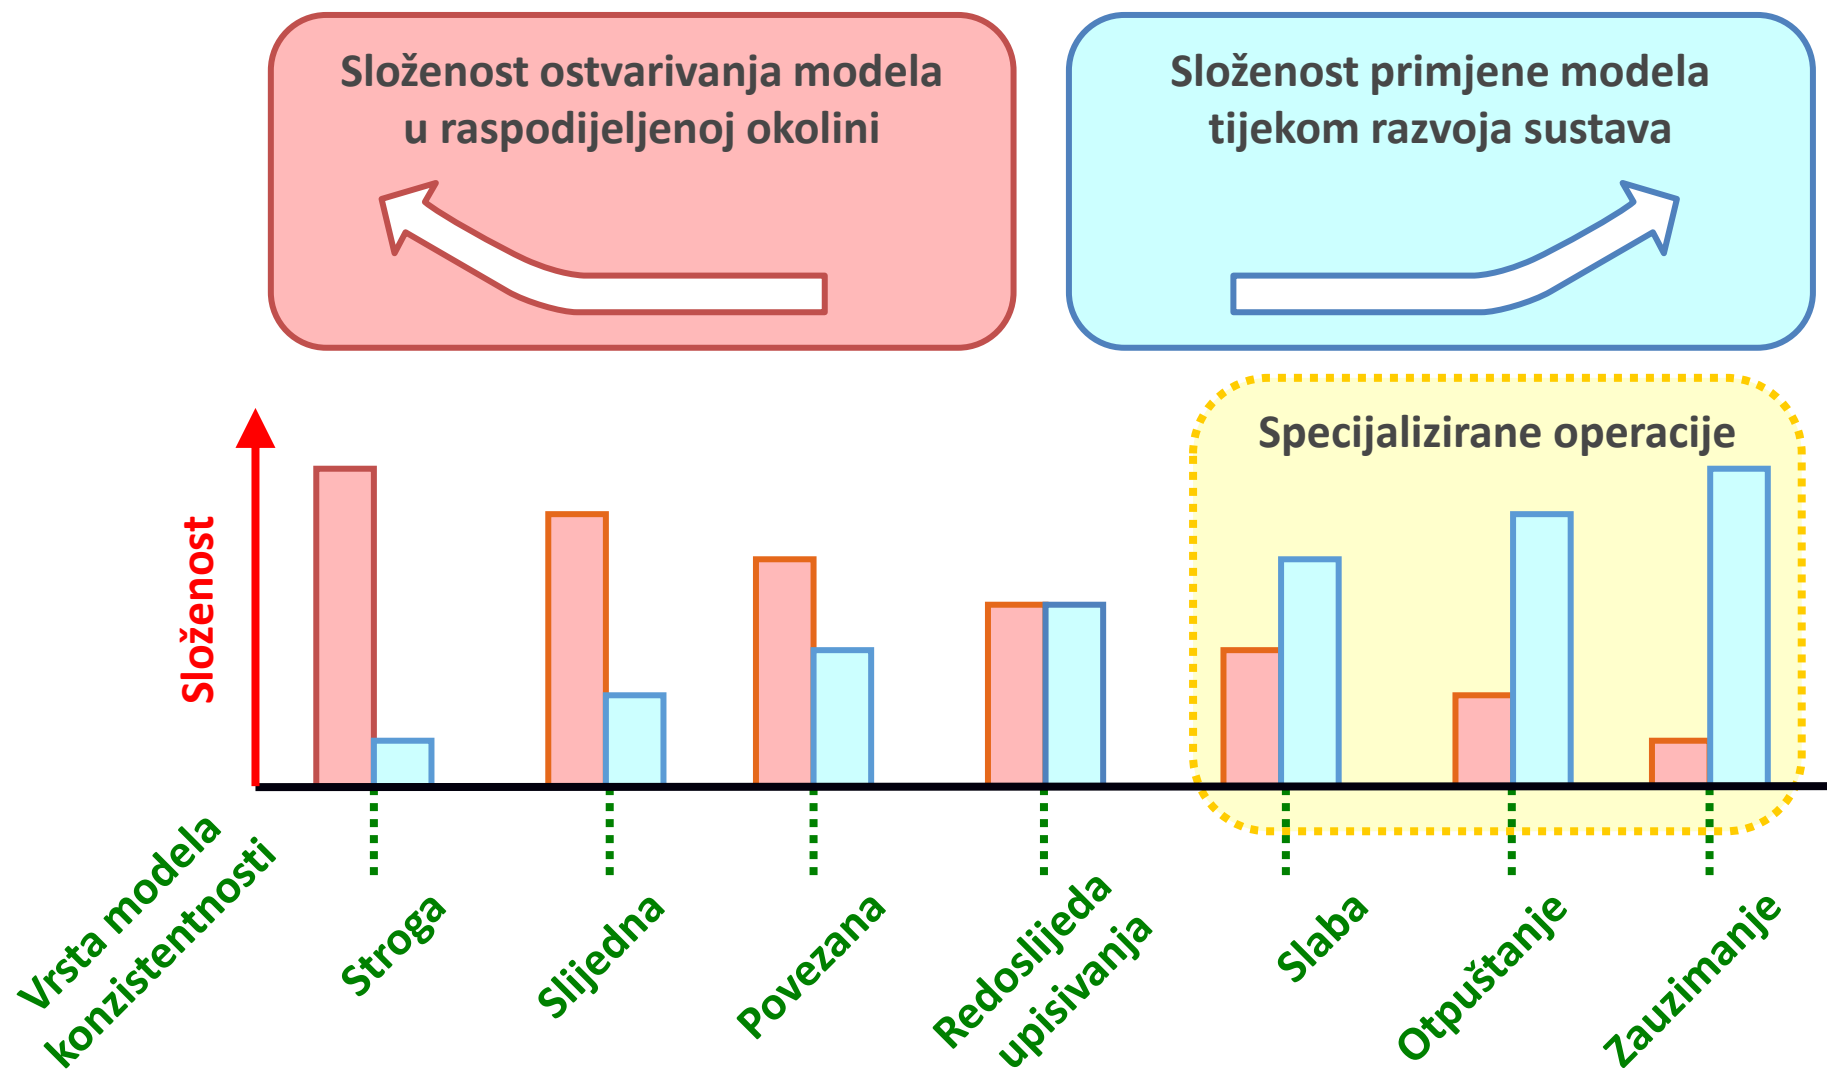 Složenost ostvarivanja modela
u raspodijeljenoj okolini
Složenost primjene modela
tijekom razvoja sustava
Specijalizirane operacije
Složenost
Vrsta modela
konzistentnosti
Stroga
Slijedna
Povezana
Redoslijeda
upisivanja
Slaba
Otpuštanje
Zauzimanje